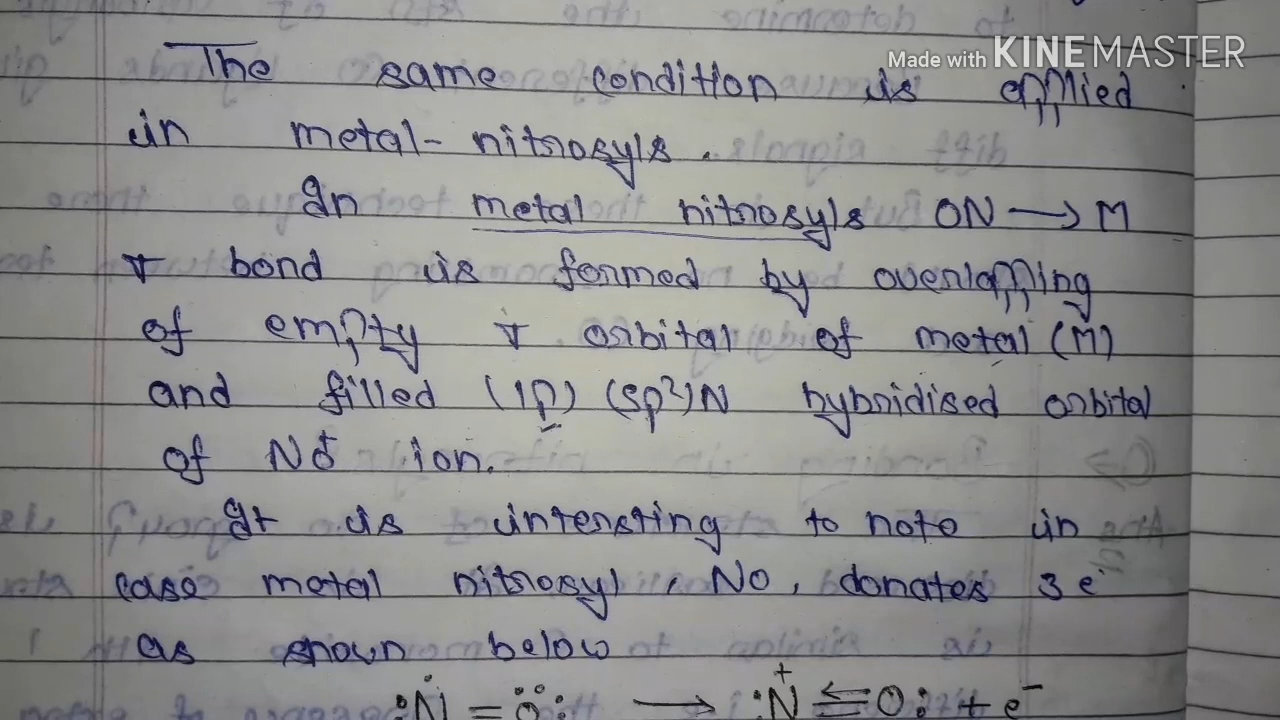 Made with KINEMASTER
The same condition is applied
in metal- nitrosyls.
In metal nitrosyls ON → M
σ bond is formed by overlapping
of empty σ orbital of metal (M)
and filled (lp) (sp²)N hybridised orbital
of NO⁺ ion.
It is intersting to note in
case metal nitrosyl, No, donates 3 e⁻
as shown below
:Ṅ = Ö: → :N⁺ ⇚ O: + e⁻